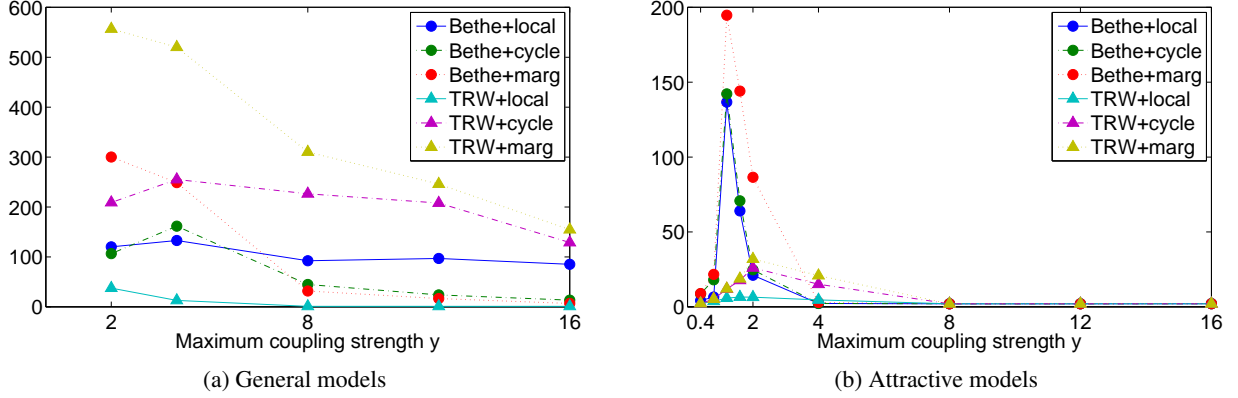 600
500
400
300
200
100
0
2
8
16
Maximum coupling strength y
Bethe+local
Bethe+cycle
Bethe+marg
TRW+local
TRW+cycle
TRW+marg
(a) General models
200
150
100
50
0
0.4
2
4
8
12
16
Maximum coupling strength y
Bethe+local
Bethe+cycle
Bethe+marg
TRW+local
TRW+cycle
TRW+marg
(b) Attractive models